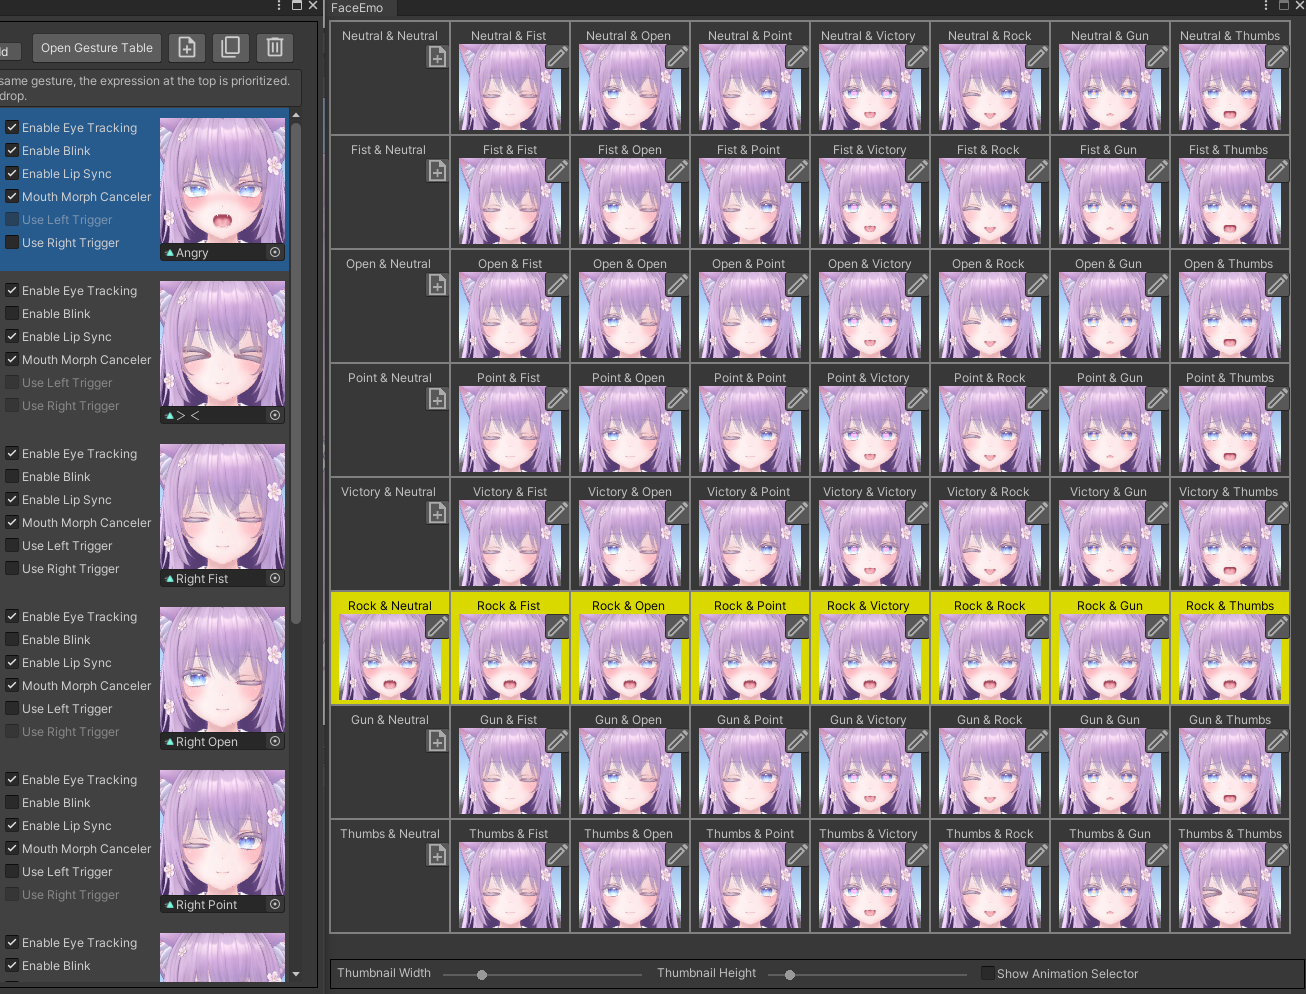 FaceEmo
Open Gesture Table
same gesture, the expression at the top is prioritized.
drop.
Enable Eye Tracking
Enable Blink
Enable Lip Sync
Mouth Morph Canceler
Use Left Trigger
Use Right Trigger
Angry
Enable Eye Tracking
Enable Blink
Enable Lip Sync
Mouth Morph Canceler
Use Left Trigger
Use Right Trigger
> <
Enable Eye Tracking
Enable Blink
Enable Lip Sync
Mouth Morph Canceler
Use Left Trigger
Use Right Trigger
Right Fist
Enable Eye Tracking
Enable Blink
Enable Lip Sync
Mouth Morph Canceler
Use Left Trigger
Use Right Trigger
Right Open
Enable Eye Tracking
Enable Blink
Enable Lip Sync
Mouth Morph Canceler
Use Left Trigger
Use Right Trigger
Right Point
Enable Eye Tracking
Enable Blink
Neutral & Neutral Neutral & Fist Neutral & Open Neutral & Point Neutral & Victory Neutral & Rock Neutral & Gun Neutral & Thumbs
Fist & Neutral Fist & Fist Fist & Open Fist & Point Fist & Victory Fist & Rock Fist & Gun Fist & Thumbs
Open & Neutral Open & Fist Open & Open Open & Point Open & Victory Open & Rock Open & Gun Open & Thumbs
Point & Neutral Point & Fist Point & Open Point & Point Point & Victory Point & Rock Point & Gun Point & Thumbs
Victory & Neutral Victory & Fist Victory & Open Victory & Point Victory & Victory Victory & Rock Victory & Gun Victory & Thumbs
Rock & Neutral Rock & Fist Rock & Open Rock & Point Rock & Victory Rock & Rock Rock & Gun Rock & Thumbs
Gun & Neutral Gun & Fist Gun & Open Gun & Point Gun & Victory Gun & Rock Gun & Gun Gun & Thumbs
Thumbs & Neutral Thumbs & Fist Thumbs & Open Thumbs & Point Thumbs & Victory Thumbs & Rock Thumbs & Gun Thumbs & Thumbs
Thumbnail Width Thumbnail Height Show Animation Selector